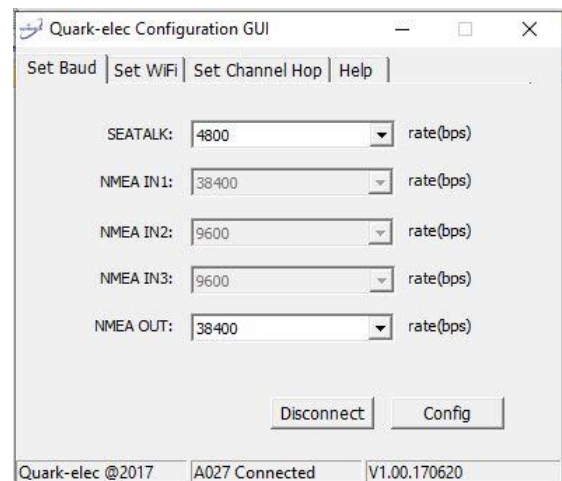 Quark-elec Configuration GUI
Set Baud Set WiFi Set Channel Hop Help
SEATALK: 4800 rate(bps)
NMEA IN1: 38400 rate(bps)
NMEA IN2: 9600 rate(bps)
NMEA IN3: 9600 rate(bps)
NMEA OUT: 38400 rate(bps)
Disconnect Config
Quark-elec @2017 A027 Connected V1.00.170620